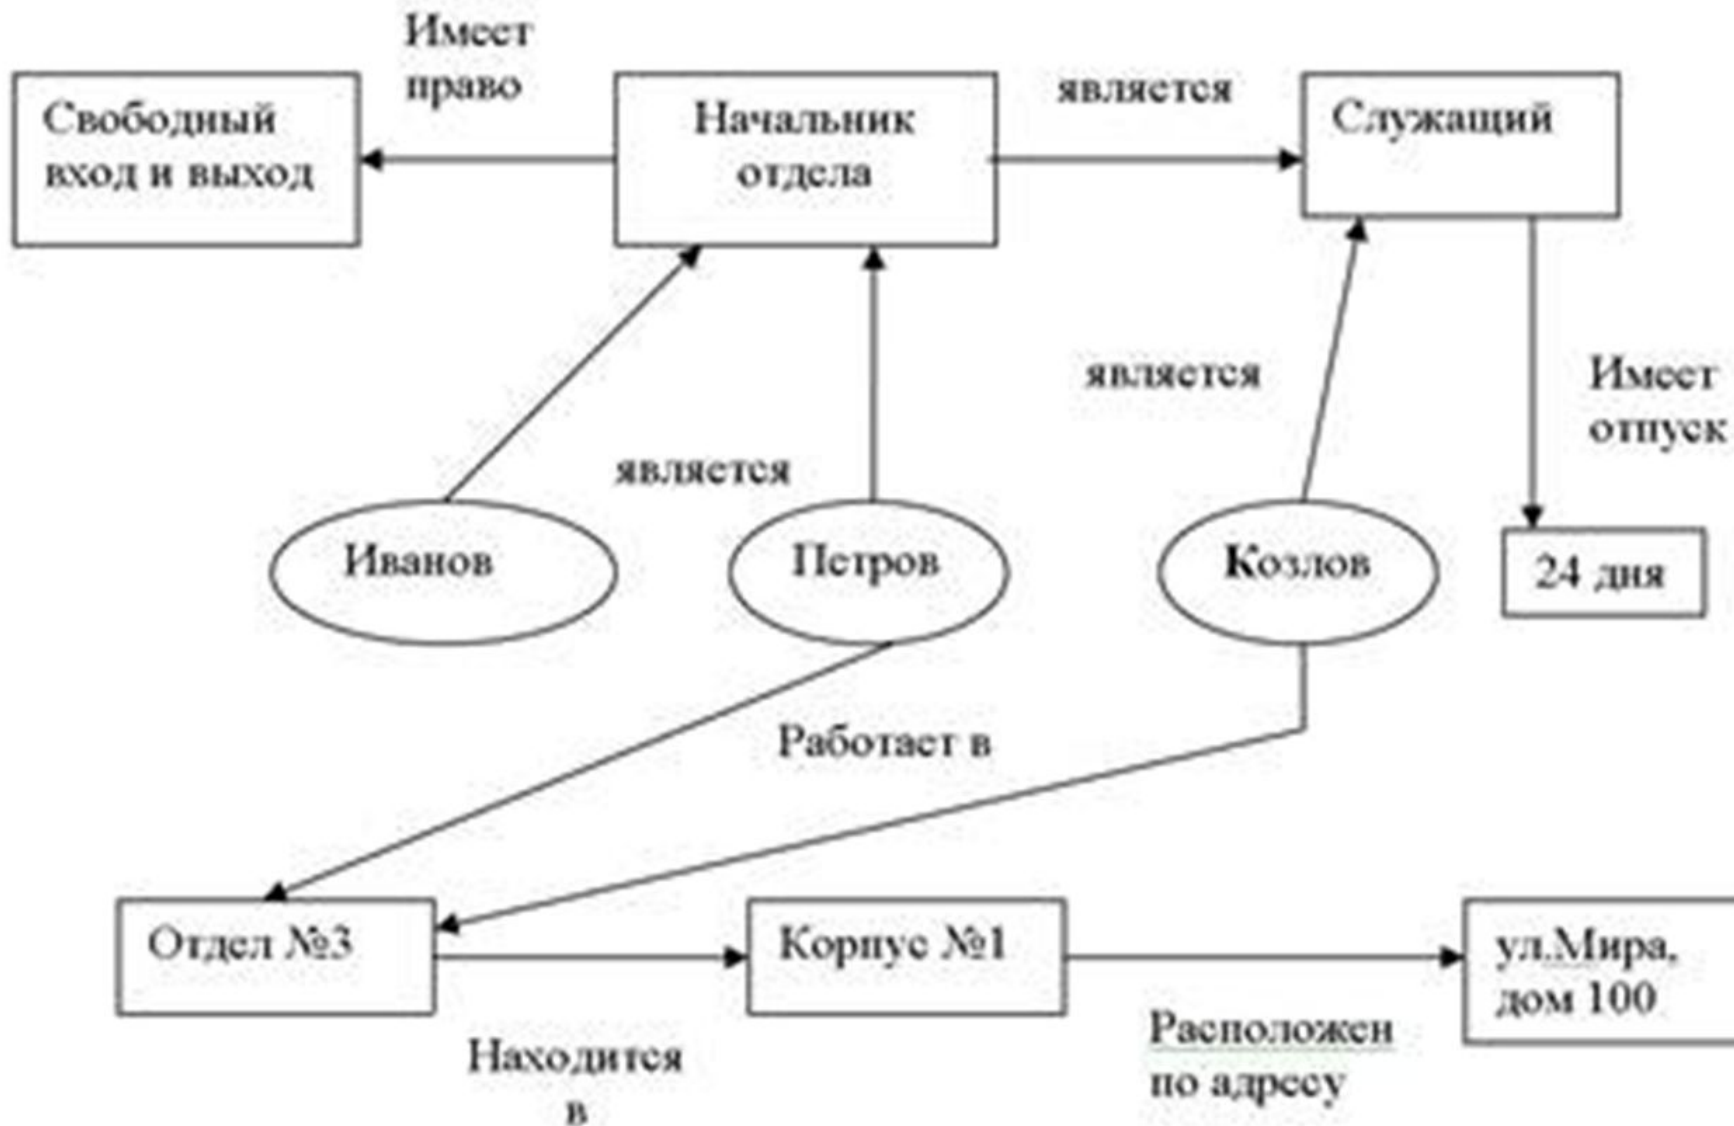 Имеет
право
Свободный
вход и выход
Начальник
отдела
является
Служащий
является
Имеет
отпуск
является
Иванов
Петров
Козлов
24 дня
Работает в
Отдел №3
Корпус №1
ул.Мира,
дом 100
Находится
в
Расположен
по адресу